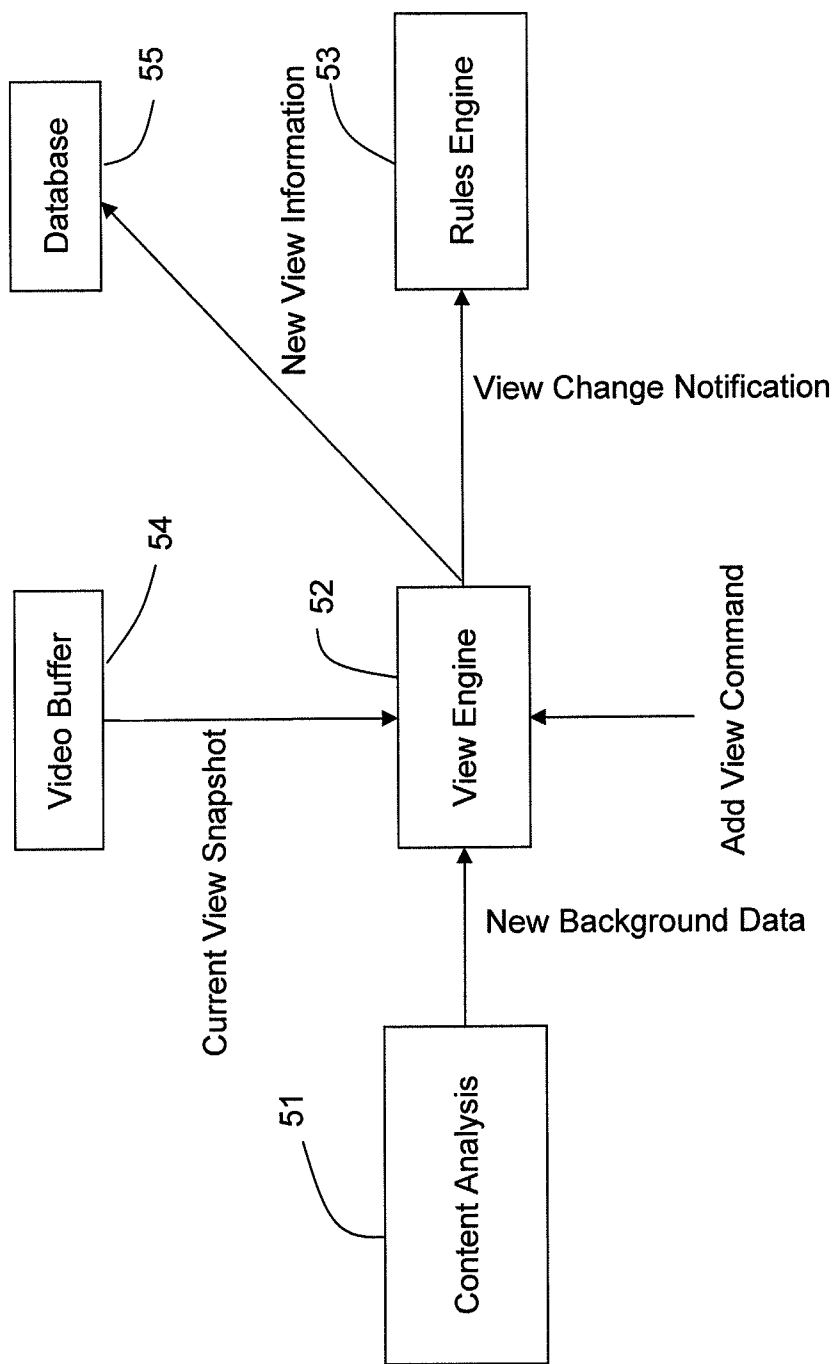 Video Buffer
54
Database
55
Current View Snapshot
New View Information
51
Content Analysis
New Background Data
52
View Engine
View Change Notification
53
Rules Engine
Add View Command